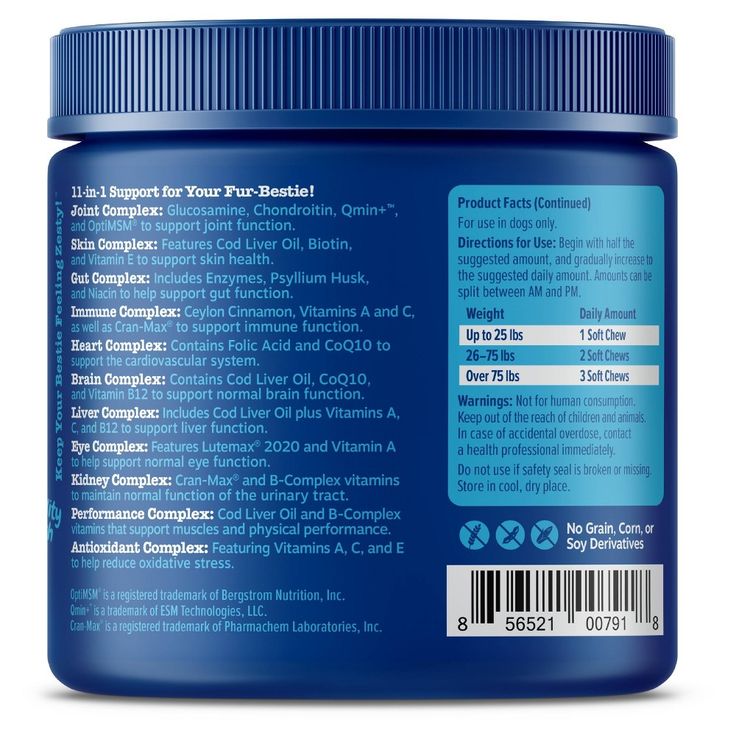 11-in-1 Support for Your Fur-Bestie!
Joint Complex: Glucosamine, Chondroitin, Qmin+™,
and OptiMSM® to support joint function.
Skin Complex: Features Cod Liver Oil, Biotin,
and Vitamin E to support skin health.
Gut Complex: Includes Enzymes, Psyllium Husk,
and Niacin to help support gut function.
Immune Complex: Ceylon Cinnamon, Vitamins A and C,
as well as Cran-Max® to support immune function.
Heart Complex: Contains Folic Acid and CoQ10 to
support the cardiovascular system.
Brain Complex: Contains Cod Liver Oil, CoQ10,
and Vitamin B12 to support normal brain function.
Liver Complex: Includes Cod Liver Oil plus Vitamins A,
C, and B12 to support liver function.
Eye Complex: Features Lutemax® 2020 and Vitamin A
to help support normal eye function.
Kidney Complex: Cran-Max® and B-Complex vitamins
to maintain normal function of the urinary tract.
Performance Complex: Cod Liver Oil and B-Complex
vitamins that support muscles and physical performance.
Antioxidant Complex: Featuring Vitamins A, C, and E
to help reduce oxidative stress.
OptiMSM® is a registered trademark of Bergstrom Nutrition, Inc.
Qmin+™ is a trademark of ESM Technologies, LLC.
Cran-Max® is a registered trademark of Pharmachem Laboratories, Inc.
Keep Your Bestie Feeling Zesty!™
Product Facts (Continued)
For use in dogs only.
Directions for Use: Begin with half the
suggested amount, and gradually increase to
the suggested daily amount. Amounts can be
split between AM and PM.
Weight Daily Amount
Up to 25 lbs 1 Soft Chew
26–75 lbs 2 Soft Chews
Over 75 lbs 3 Soft Chews
Warnings: Not for human consumption.
Keep out of the reach of children and animals.
In case of accidental overdose, contact
a health professional immediately.
Do not use if safety seal is broken or missing.
Store in cool, dry place.
No Grain, Corn, or
Soy Derivatives
8 56521 00791 8